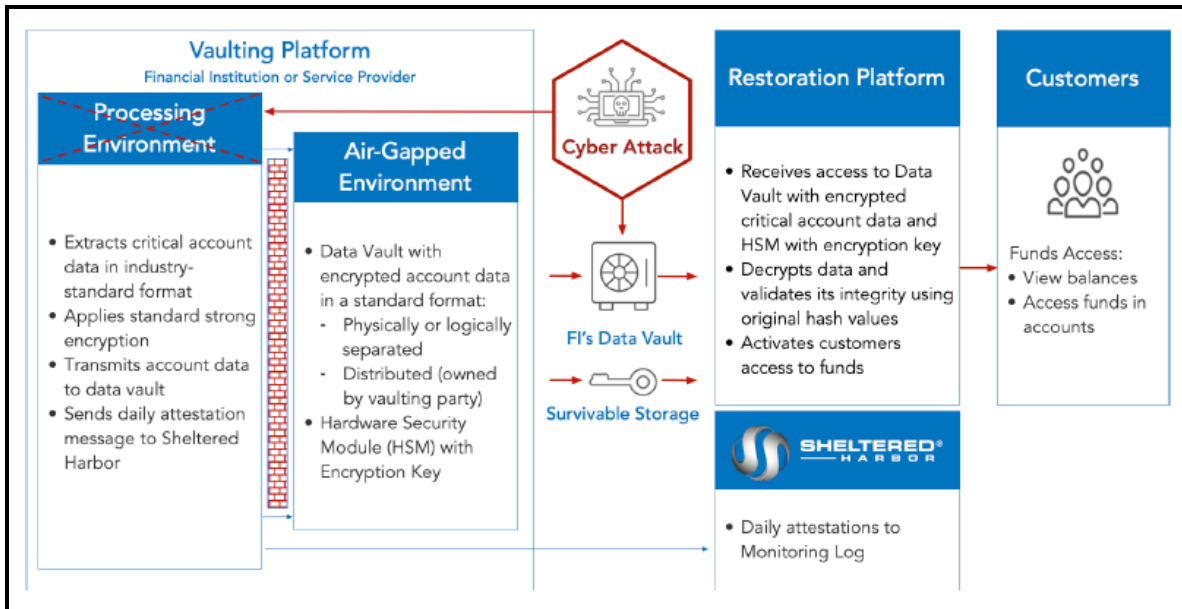 Vaulting Platform
Financial Institution or Service Provider
Processing
Environment
• Extracts critical account
data in industry-
standard format
• Applies standard strong
encryption
• Transmits account data
to data vault
• Sends daily attestation
message to Sheltered
Harbor
Air-Gapped
Environment
• Data Vault with
encrypted account data
in a standard format:
- Physically or logically
separated
- Distributed (owned
by vaulting party)
• Hardware Security
Module (HSM) with
Encryption Key
Cyber Attack
FI's Data Vault
Survivable Storage
Restoration Platform
• Receives access to Data
Vault with encrypted
critical account data and
HSM with encryption key
• Decrypts data and
validates its integrity using
original hash values
• Activates customers
access to funds
SHELTERED®
HARBOR
• Daily attestations to
Monitoring Log
Customers
Funds Access:
• View balances
• Access funds in
accounts